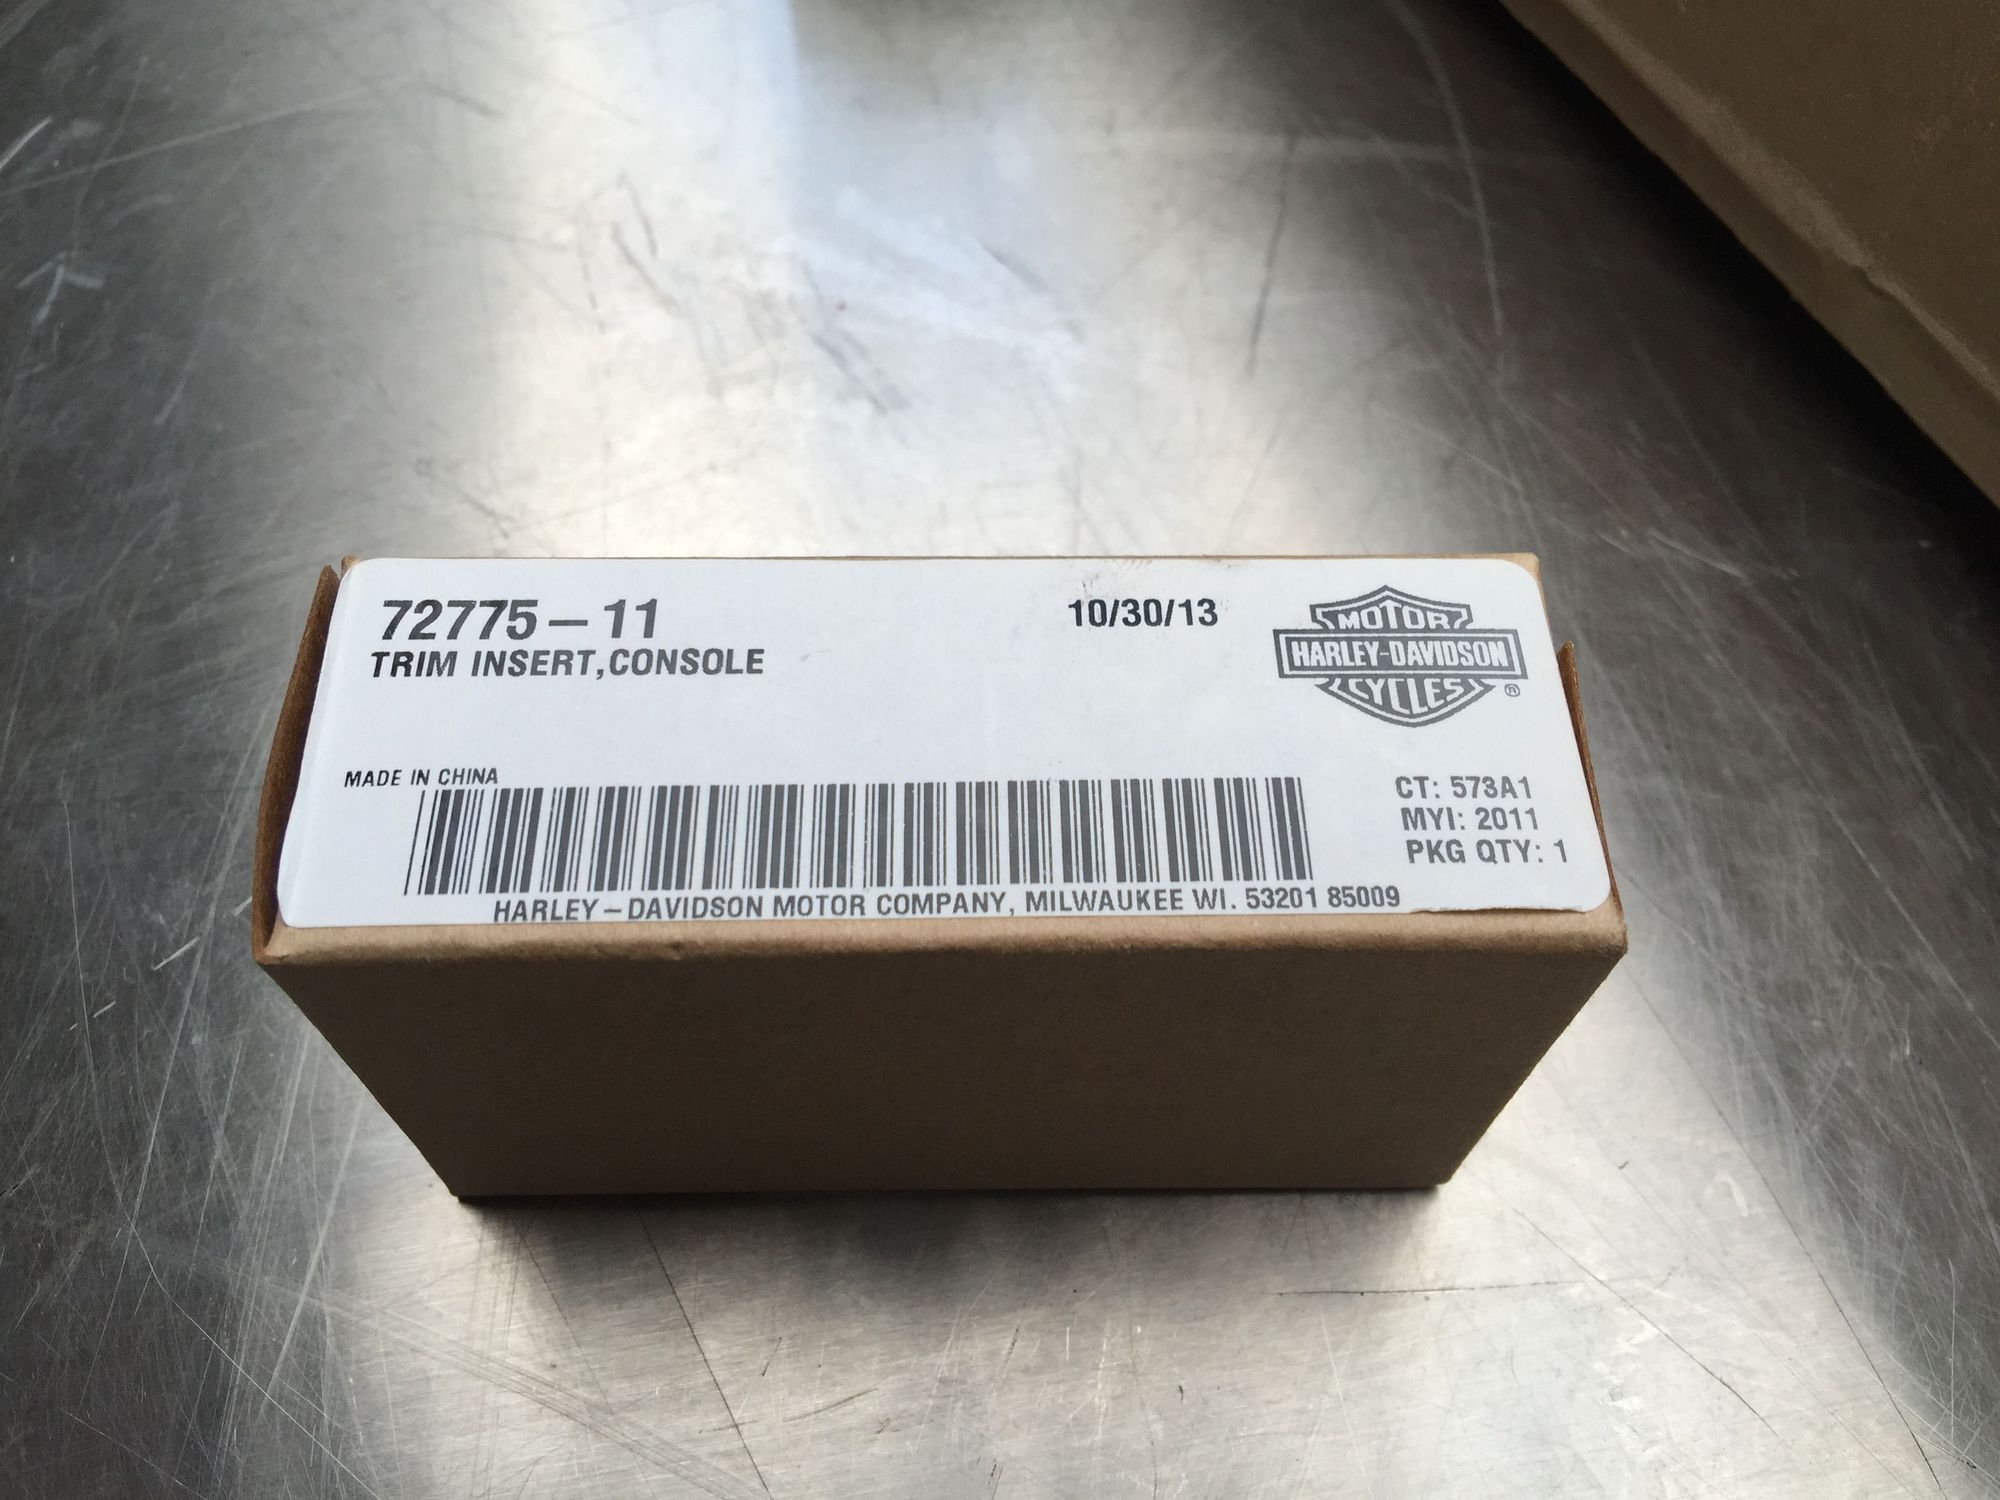 72775-11
10/30/13
TRIM INSERT,CONSOLE
MOTOR
HARLEY-DAVIDSON
CYCLES
®
MADE IN CHINA
CT: 573A1
MYI: 2011
PKG QTY: 1
HARLEY-DAVIDSON MOTOR COMPANY, MILWAUKEE WI. 53201 85009